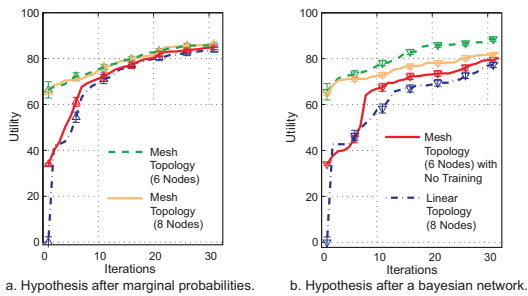 100
80
60
40
20
0
Utility
0
10
20
30
Iterations
Mesh
Topology
(6 Nodes)
Mesh
Topology
(8 Nodes)
a. Hypothesis after marginal probabilities.
100
80
60
40
20
0
Utility
0
10
20
30
Iterations
Mesh
Topology
(6 Nodes) with
No Training
Linear
Topology
(8 Nodes)
b. Hypothesis after a bayesian network.